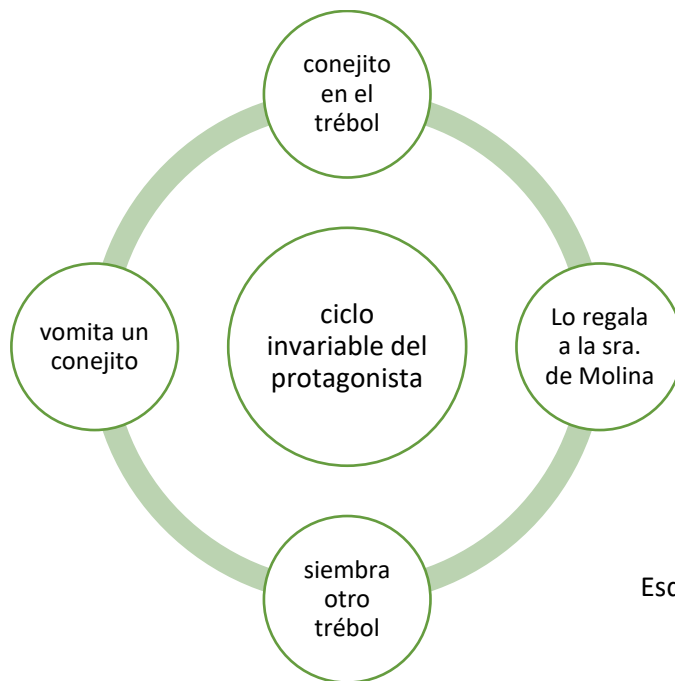 conejito
en el
trébol
vomita un
conejito
ciclo
invariable del
protagonista
Lo regala
a la sra.
de Molina
siembra
otro
trébol